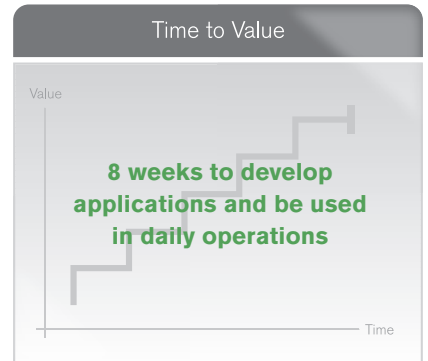 Time to Value
Value
8 weeks to develop
applications and be used
in daily operations
Time